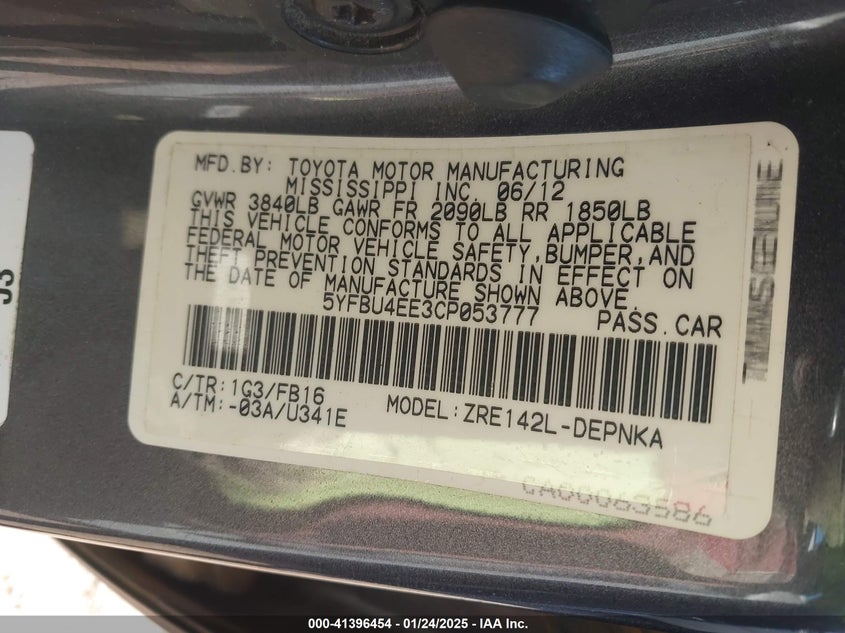 MFD.BY: TOYOTA MOTOR MANUFACTURING
MISSISSIPPI INC. 06/12
GVWR 3840LB GAWR FR 2090LB RR 1850LB
THIS VEHICLE CONFORMS TO ALL APPLICABLE
FEDERAL MOTOR VEHICLE SAFETY,BUMPER,AND
THEFT PREVENTION STANDARDS IN EFFECT ON
THE DATE OF MANUFACTURE SHOWN ABOVE.
5YFBU4EE3CP053777 PASS.CAR
C/TR:1G3/FB16
A/TM:-03A/U341E MODEL:ZRE142L-DEPNKA
000-41396454 - 01/24/2025 - IAA Inc.